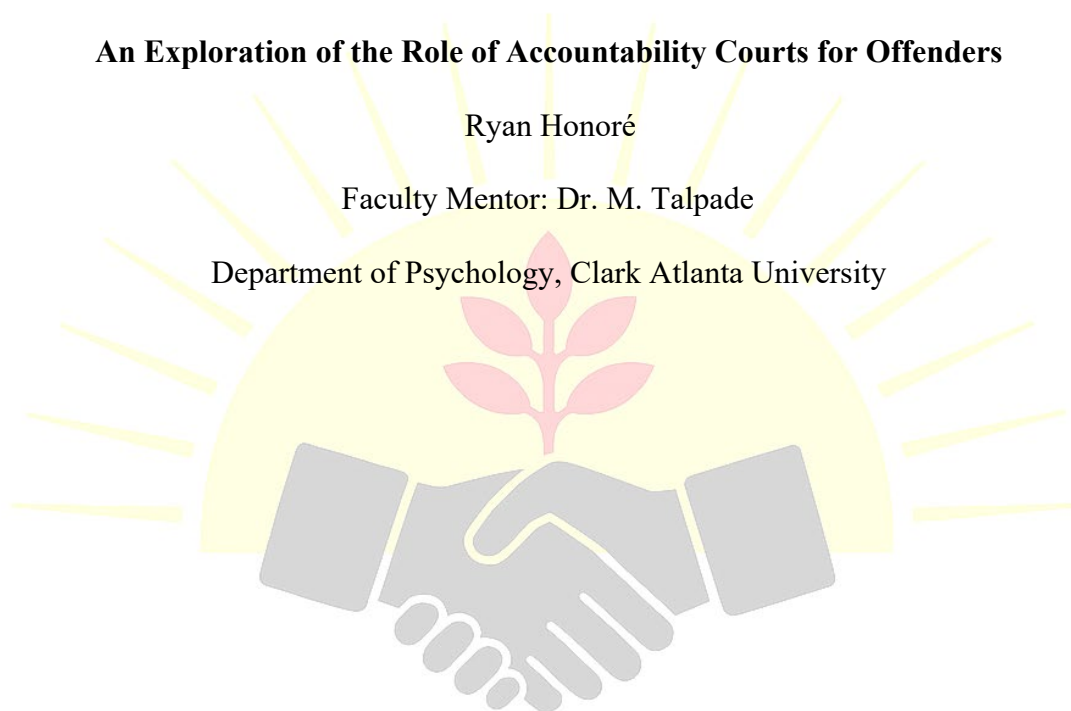 An Exploration of the Role of Accountability Courts for Offenders
Ryan Honoré
Faculty Mentor: Dr. M. Talpade
Department of Psychology, Clark Atlanta University